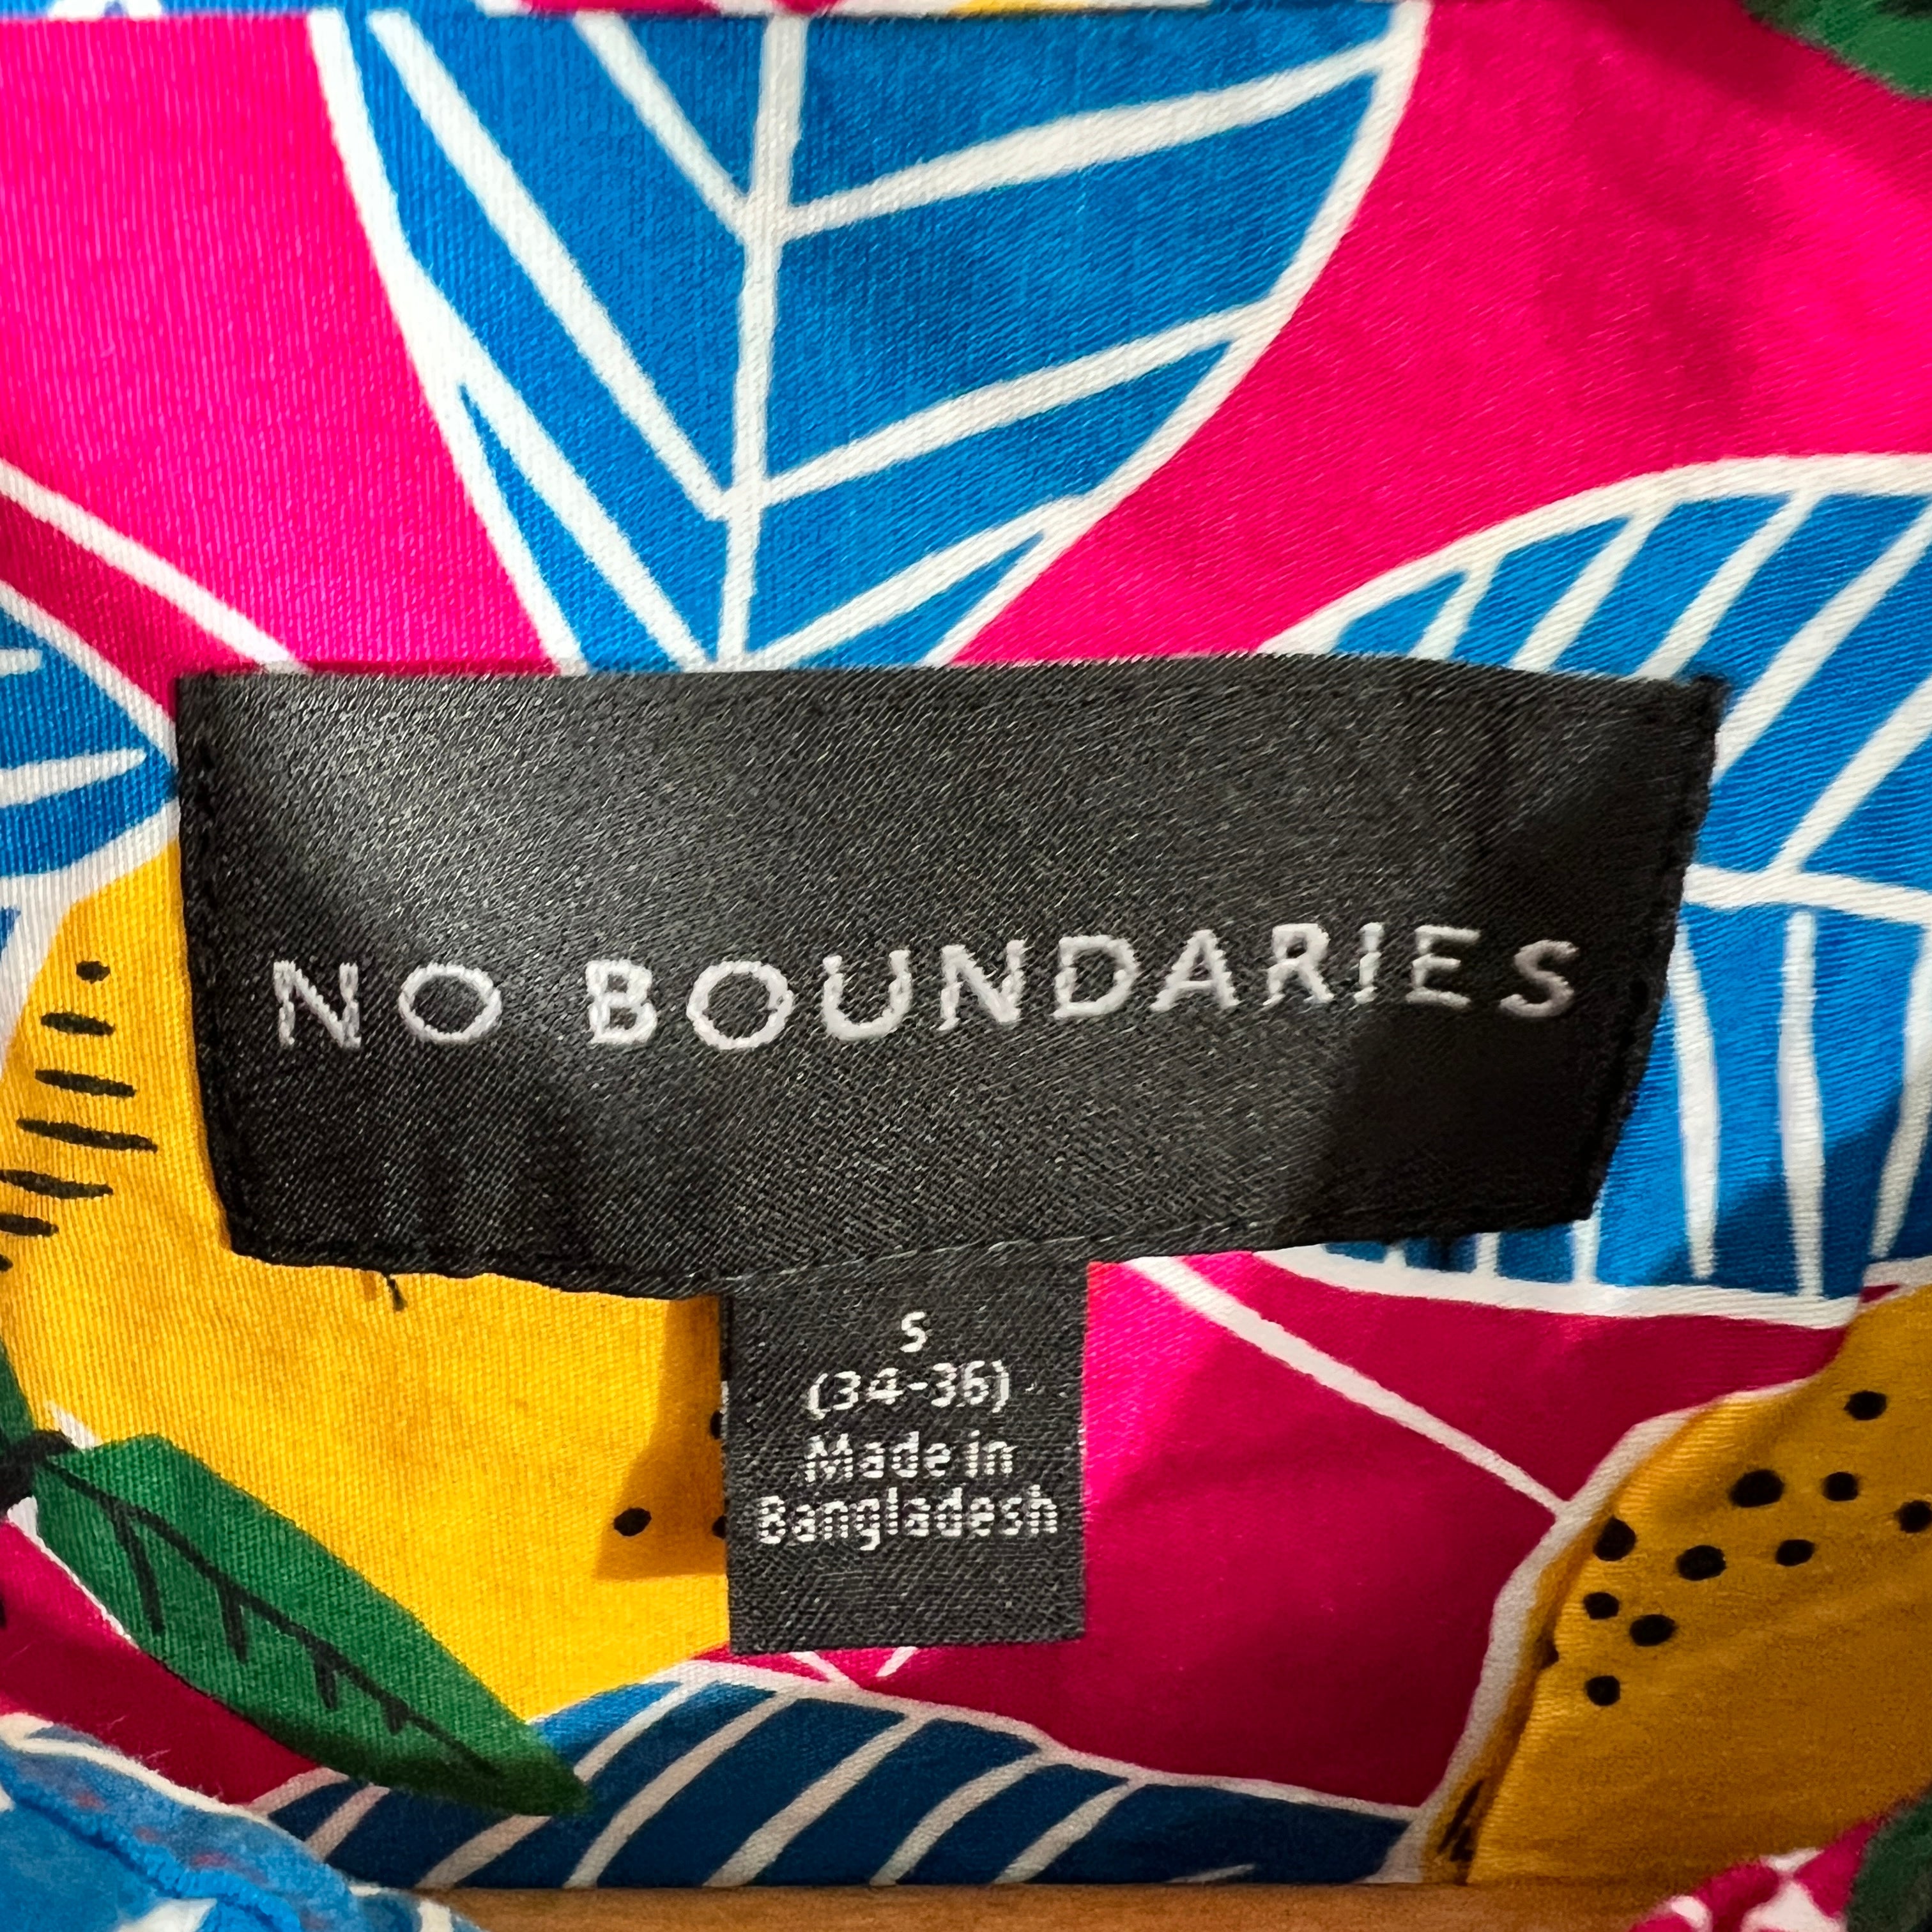 NO BOUNDARIES
S
(34-36)
Made in
Bangladesh